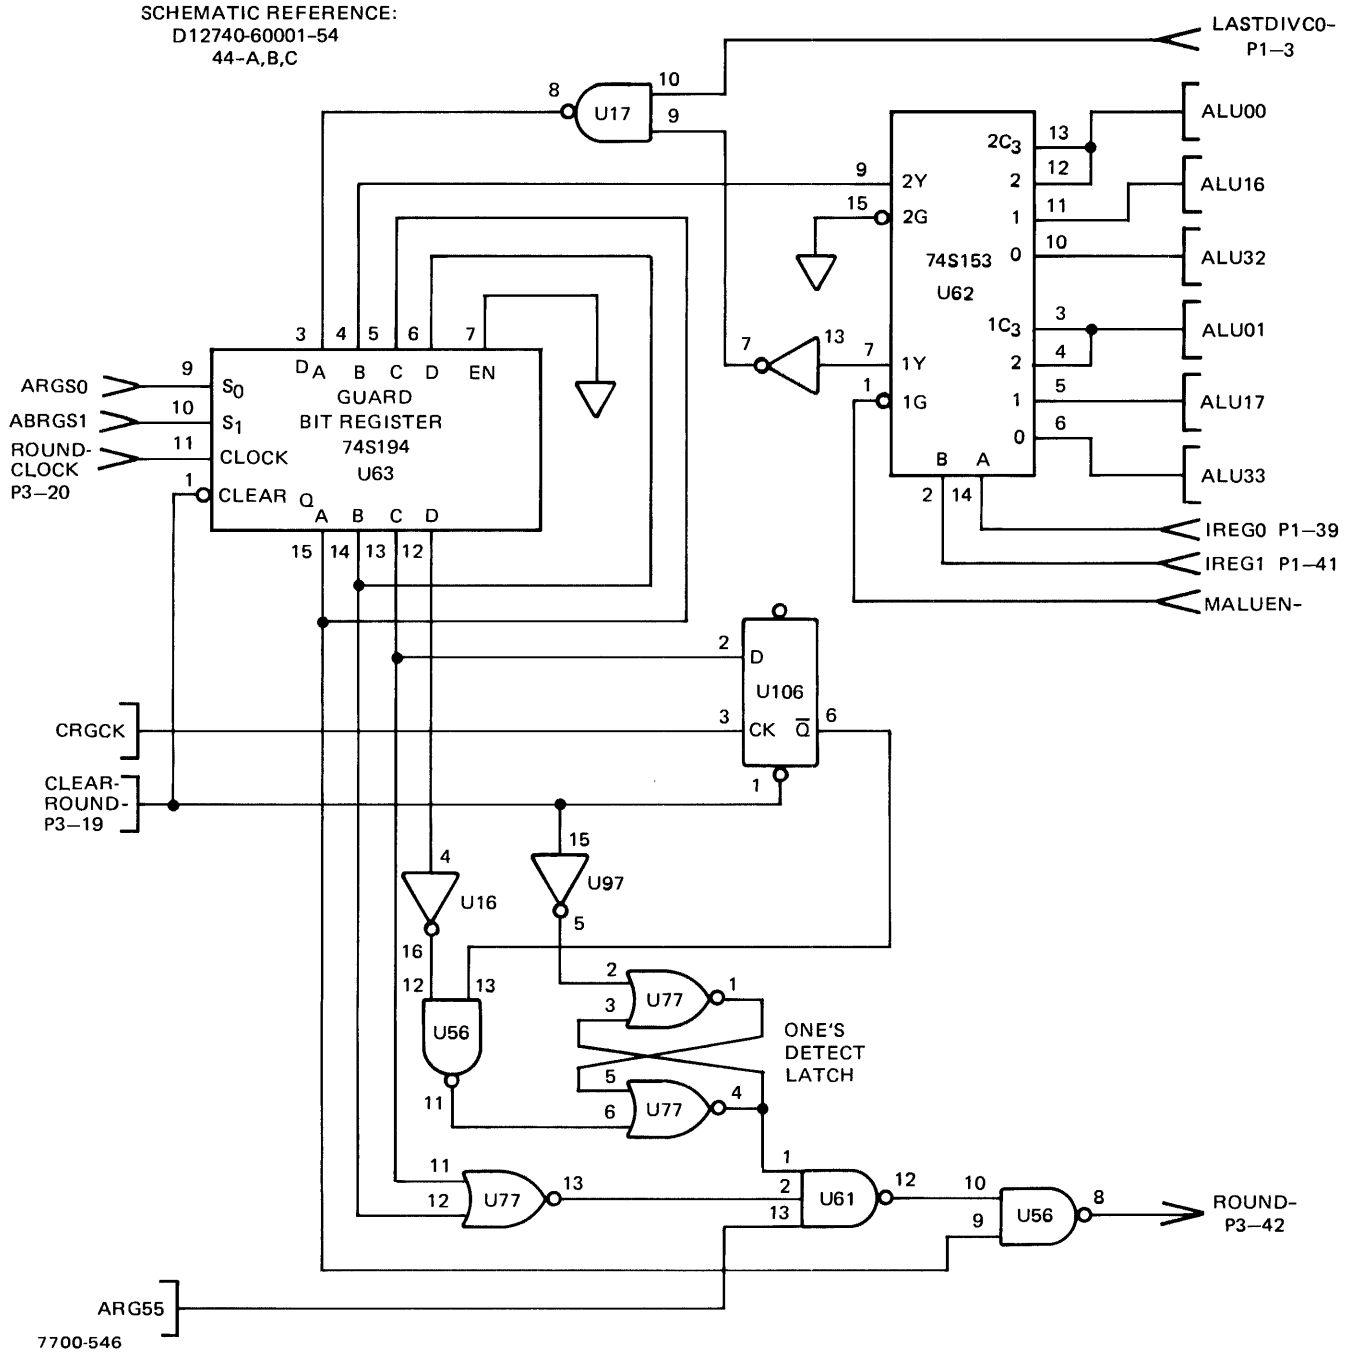 SCHEMATIC REFERENCE:
D12740-60001-54
44-A,B,C
LASTDIVC0-
P1-3
10
8
U17
9
ALU00
2C3 13
12
2
9
2Y
ALU16
15
2G
11
1
10
0
ALU32
74S153
U62
3
1C3
4
2
ALU01
7
13
7
1Y
1
1G
5
1
ALU17
6
0
B A
2 14
ALU33
IREG0 P1-39
IREG1 P1-41
MALUEN-
3 4 5 6 7
D A B C D EN
GUARD
BIT REGISTER
74S194
U63
ARGS0
9
S0
ABRGS1
10
S1
ROUND-
CLOCK
P3-20
11
CLOCK
1
CLEAR
Q
A B C D
15 14 13 12
2
D
U106
CRGCK
3
CK
Q
6
CLEAR-
ROUND-
P3-19
1
15
U97
5
4
U16
16
12
13
U56
11
2
3
U77
1
ONE'S
DETECT
LATCH
5
6
U77
4
11
12
U77
13
1
2
13
U61
12
10
9
U56
8
ROUND-
P3-42
ARG55
7700-546